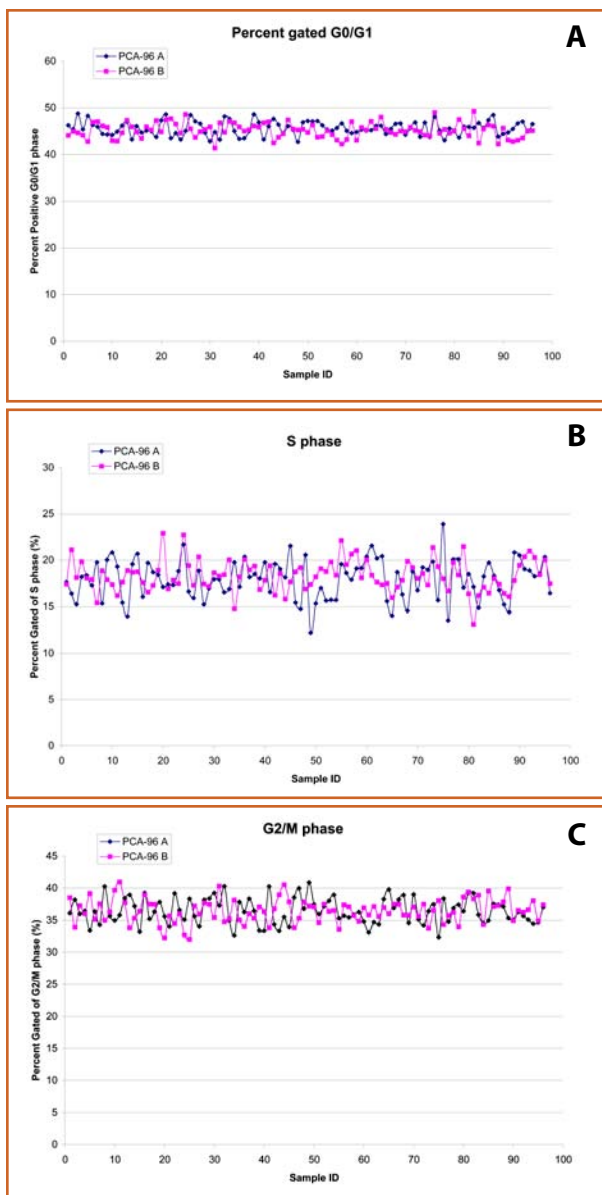 Percent gated G0/G1
A
PCA-96 A
PCA-96 B
Percent Positive G0/G1 phase
60
50
40
30
20
10
0
0 10 20 30 40 50 60 70 80 90 100
Sample ID
S phase
B
PCA-96 A
PCA-96 B
Percent Gated of S phase (%)
30
25
20
15
10
5
0
0 10 20 30 40 50 60 70 80 90 100
Sample ID
G2/M phase
C
PCA-96 A
PCA-96 B
Percent Gated of G2/M phase (%)
45
40
35
30
25
20
15
10
5
0
0 10 20 30 40 50 60 70 80 90 100
Sample ID